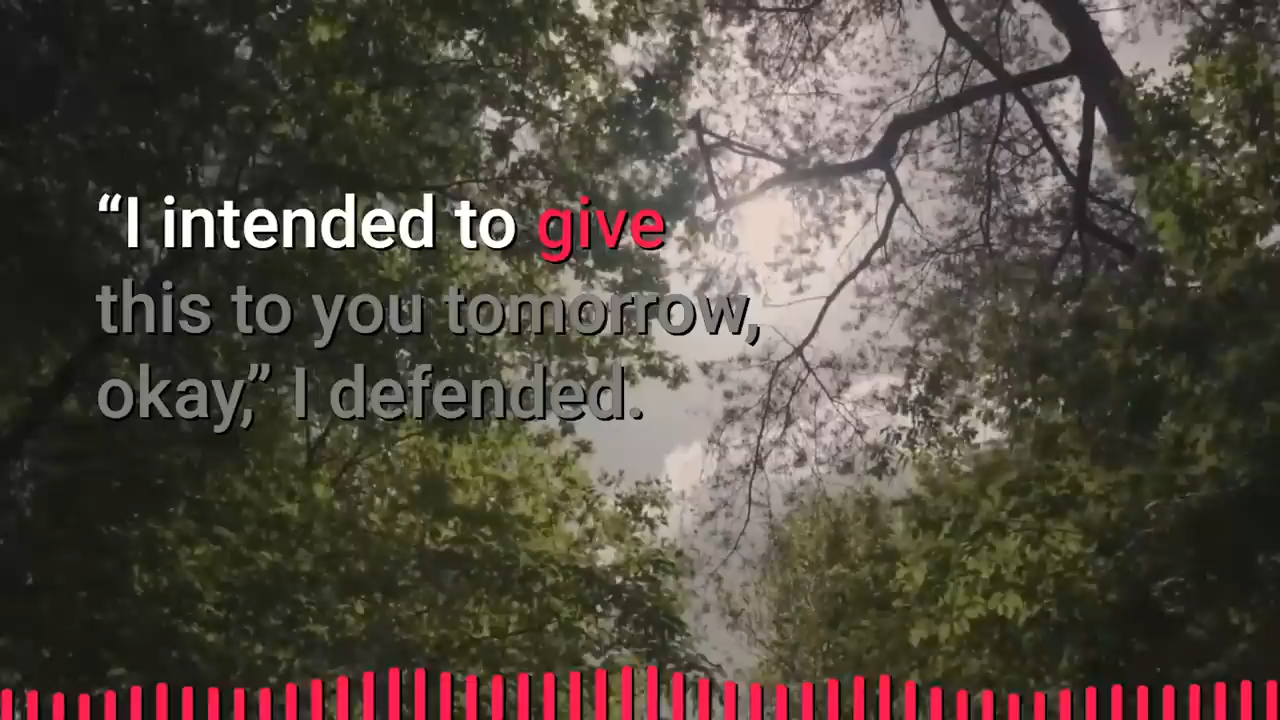 “I intended to give
this to you tomorrow,
okay,” I defended.